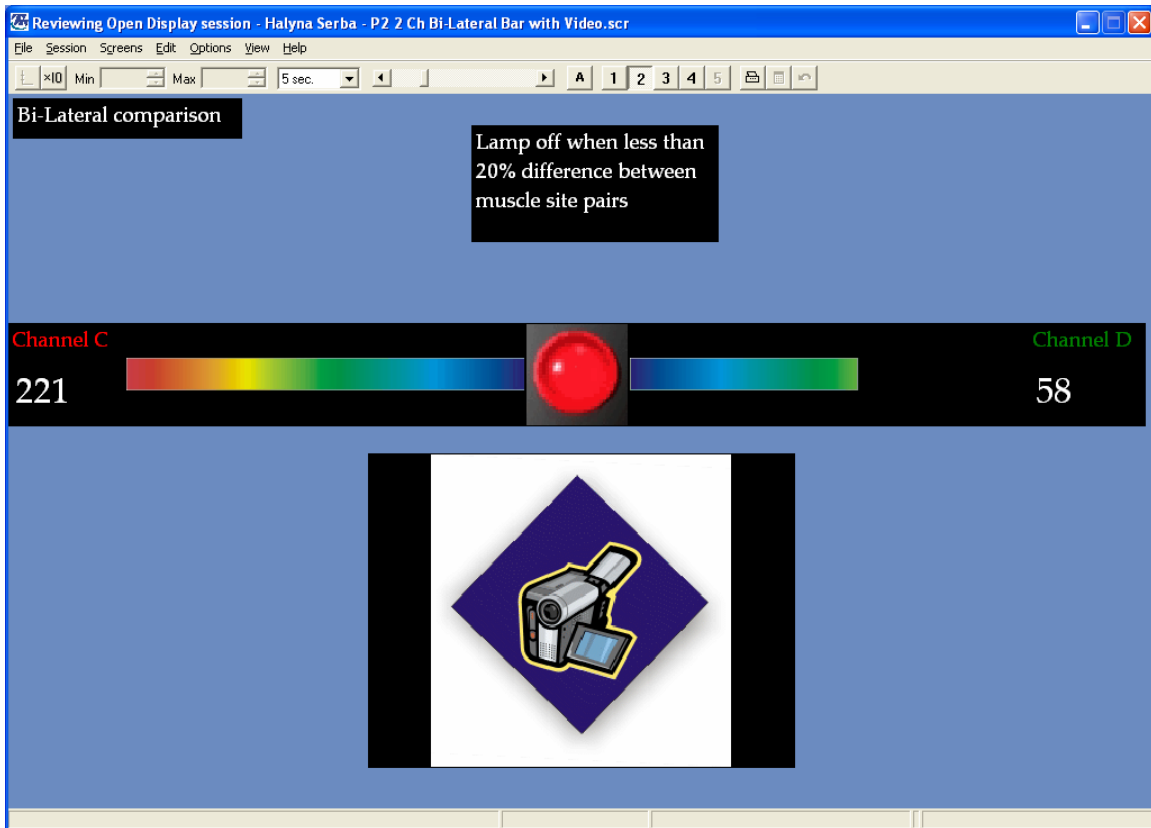 Reviewing Open Display session - Halyna Serba - P2 2 Ch Bi-Lateral Bar with Video.scr
File Session Screens Edit Options View Help
×10 Min Max 5 sec. A 1 2 3 4 5
Bi-Lateral comparison
Lamp off when less than
20% difference between
muscle site pairs
Channel C Channel D
221 58